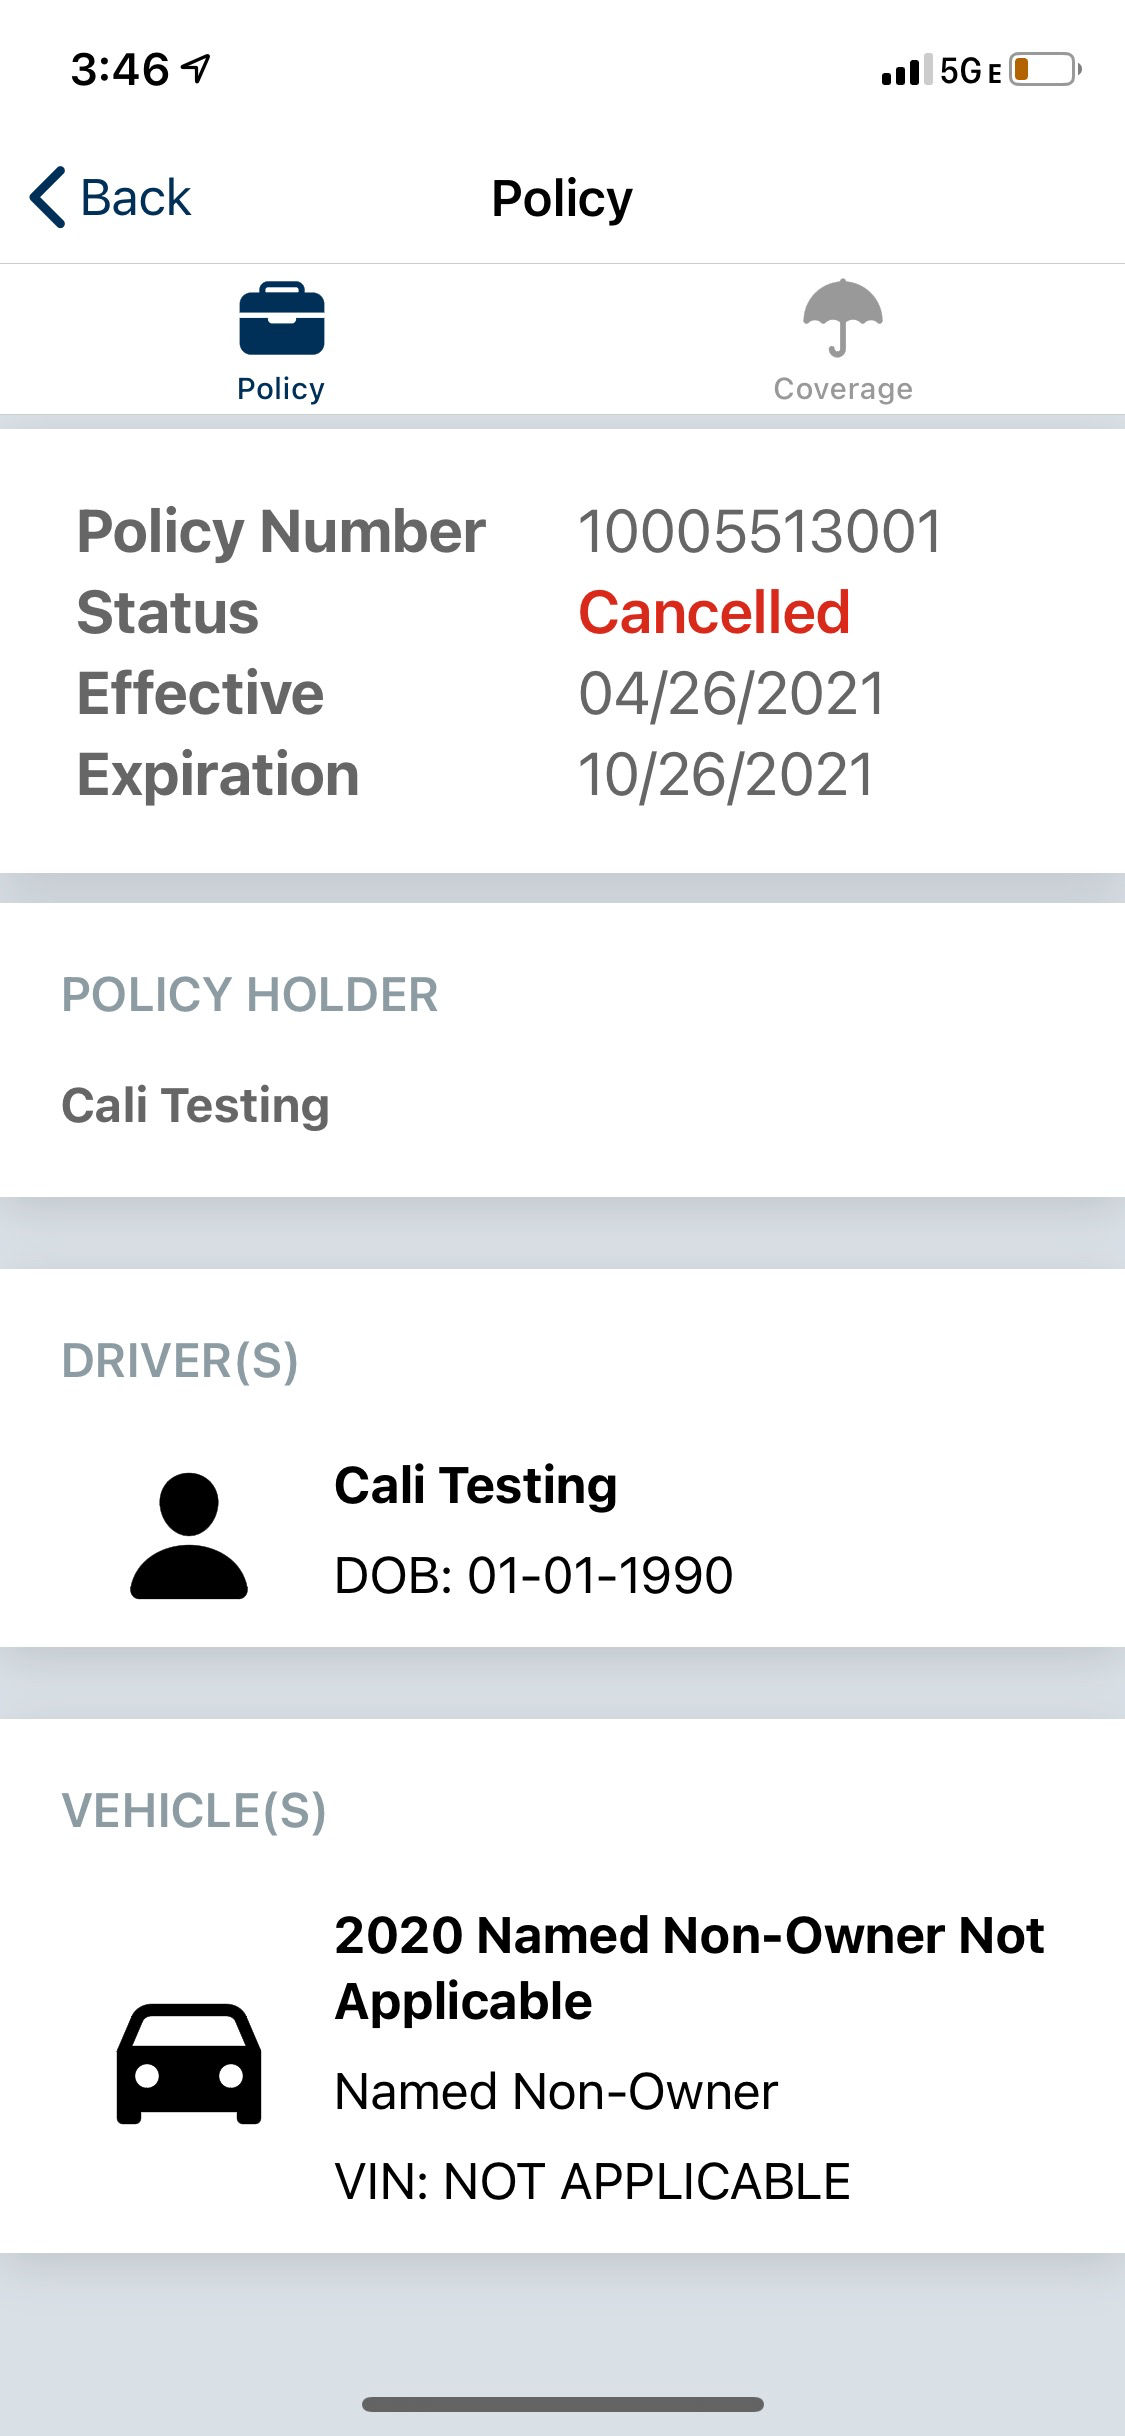 3:46
5G E
Back
Policy
Policy
Coverage
Policy Number 10005513001
Status Cancelled
Effective 04/26/2021
Expiration 10/26/2021
POLICY HOLDER
Cali Testing
DRIVER(S)
Cali Testing
DOB: 01-01-1990
VEHICLE(S)
2020 Named Non-Owner Not
Applicable
Named Non-Owner
VIN: NOT APPLICABLE